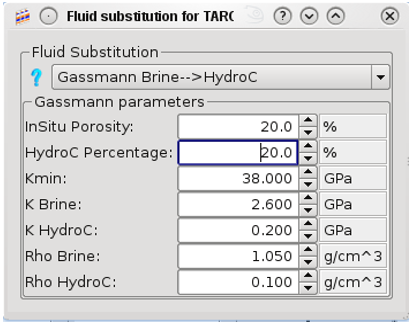 Fluid substitution for TARG
Fluid Substitution
Gassmann Brine-->HydroC
Gassmann parameters
InSitu Porosity: 20.0 %
HydroC Percentage: 20.0 %
Kmin: 38.000 GPa
K Brine: 2.600 GPa
K HydroC: 0.200 GPa
Rho Brine: 1.050 g/cm^3
Rho HydroC: 0.100 g/cm^3